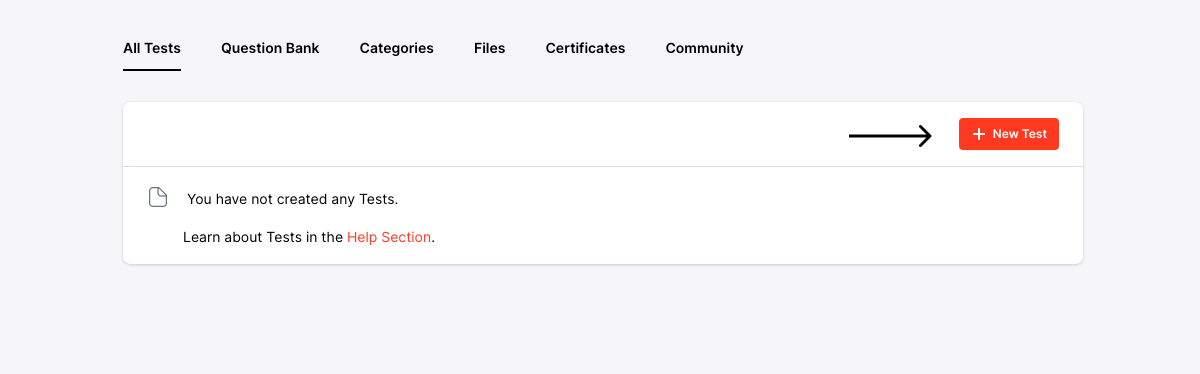 All Tests Question Bank Categories Files Certificates Community
New Test
You have not created any Tests.
Learn about Tests in the Help Section.